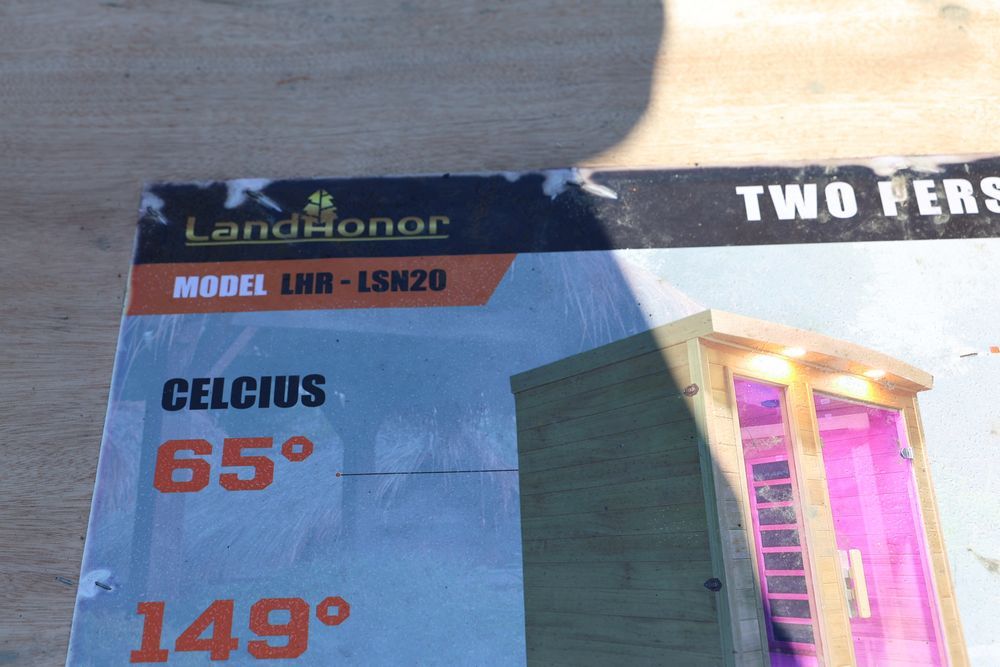 LandHonor
TWO PERS
MODEL LHR - LSN20
CELCIUS
65°
149°